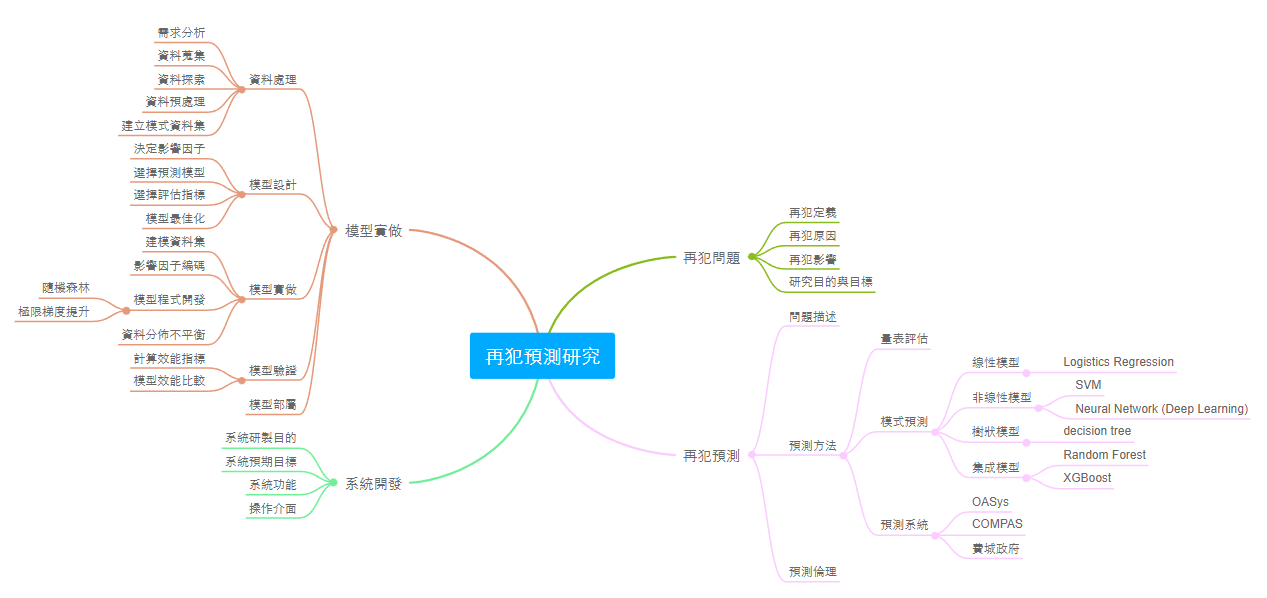 再犯預測研究
再犯問題
再犯定義
再犯原因
再犯影響
研究目的與目標
再犯預測
問題描述
預測方法
量表評估
模式預測
線性模型
Logistics Regression
非線性模型
SVM
Neural Network (Deep Learning)
樹狀模型
decision tree
集成模型
Random Forest
XGBoost
預測系統
OASys
COMPAS
費城政府
預測倫理
模型實做
資料處理
需求分析
資料蒐集
資料探索
資料預處理
建立模式資料集
模型設計
決定影響因子
選擇預測模型
選擇評估指標
模型最佳化
模型實做
建模資料集
影響因子編碼
模型程式開發
隨機森林
極限梯度提升
資料分佈不平衡
模型驗證
計算效能指標
模型效能比較
模型部屬
系統開發
系統研製目的
系統預期目標
系統功能
操作介面